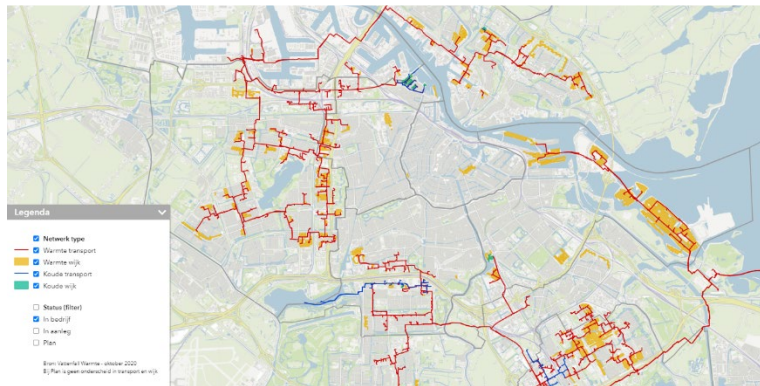 Legenda
Netwerk type
Warmte transport
Warmte wijk
Koude transport
Koude wijk
Status (filter)
In bedrijf
In aanleg
Plan
Bron: Vattenfall Warmte - oktober 2020
Bij Plan is geen onderscheid in transport en wijk